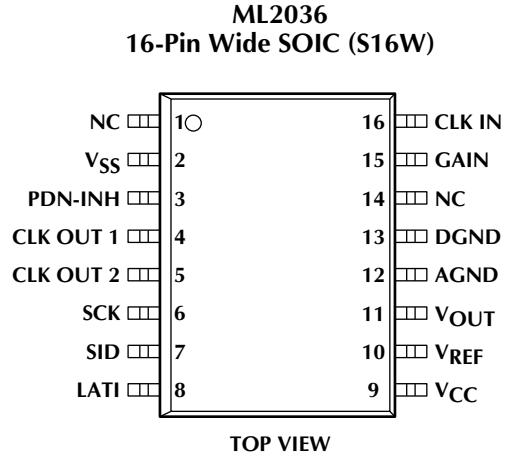 ML2036
16-Pin Wide SOIC (S16W)
NC 1 16 CLK IN
VSS 2 15 GAIN
PDN-INH 3 14 NC
CLK OUT 1 4 13 DGND
CLK OUT 2 5 12 AGND
SCK 6 11 VOUT
SID 7 10 VREF
LATI 8 9 VCC
TOP VIEW